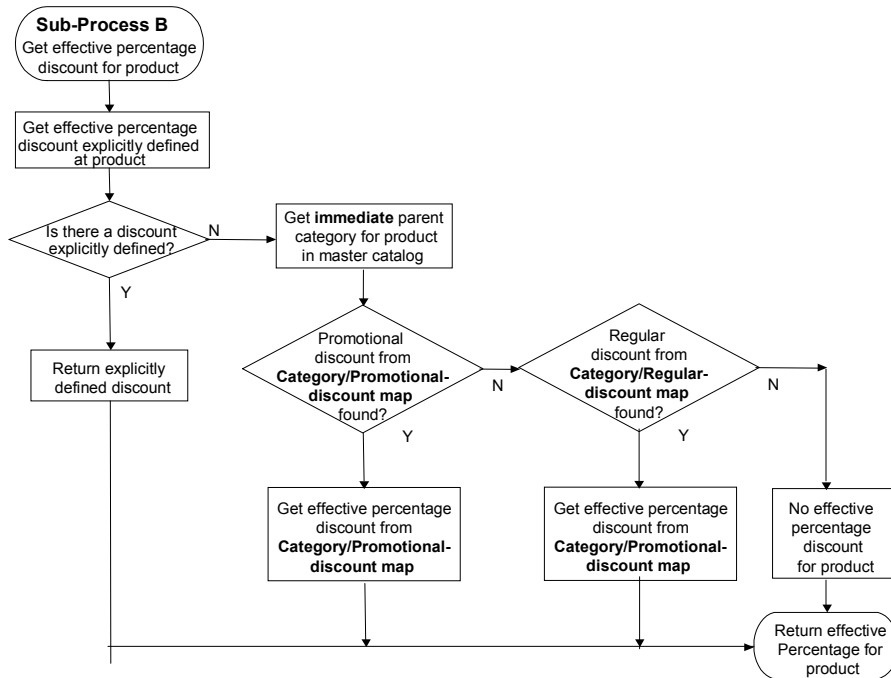 Sub-Process B
Get effective percentage
discount for product
Get effective percentage
discount explicitly defined
at product
Is there a discount
explicitly defined?
N
Y
Return explicitly
defined discount
Get immediate parent
category for product
in master catalog
Promotional
discount from
Category/Promotional-
discount map
found?
N
Y
Regular
discount from
Category/Regular-
discount map
found?
N
Y
Get effective percentage
discount from
Category/Promotional-
discount map
Get effective percentage
discount from
Category/Promotional-
discount map
No effective
percentage
discount
for product
Return effective
Percentage for
product